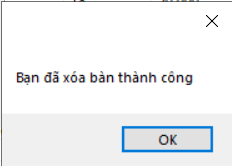 Bạn đã xóa bàn thành công
OK